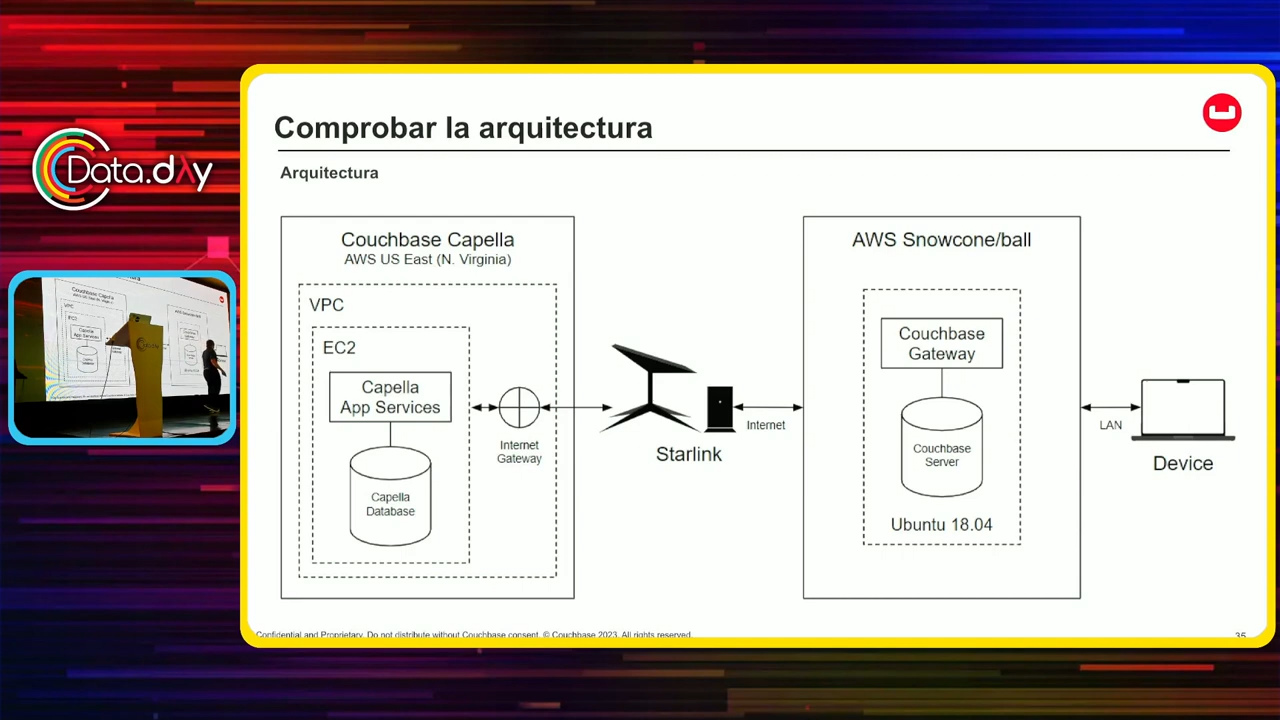 Data.dAy
Comprobar la arquitectura
Arquitectura
Couchbase Capella
AWS US East (N. Virginia)
VPC
EC2
Capella
App Services
Capella
Database
Internet
Gateway
Starlink
Internet
AWS Snowcone/ball
Couchbase
Gateway
Couchbase
Server
Ubuntu 18.04
LAN
Device
Confidential and Proprietary. Do not distribute without Couchbase consent. © Couchbase 2023. All rights reserved.
35